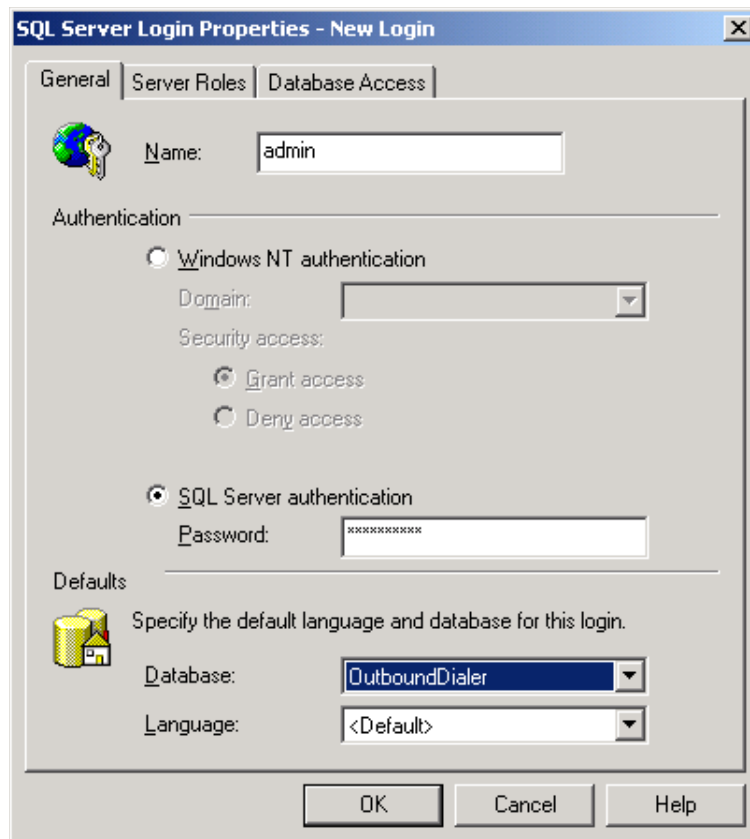 SQL Server Login Properties - New Login
General Server Roles Database Access
Name: admin
Authentication
Windows NT authentication
Domain:
Security access:
Grant access
Deny access
SQL Server authentication
Password: **********
Defaults
Specify the default language and database for this login.
Database: OutboundDialer
Language: <Default>
OK Cancel Help